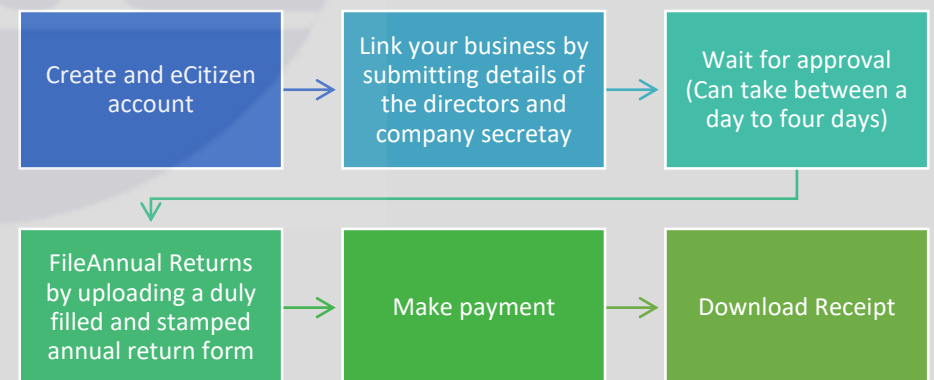 Create and eCitizen
account
Link your business by
submitting details of
the directors and
company secretay
Wait for approval
(Can take between a
day to four days)
FileAnnual Returns
by uploading a duly
filled and stamped
annual return form
Make payment
Download Receipt